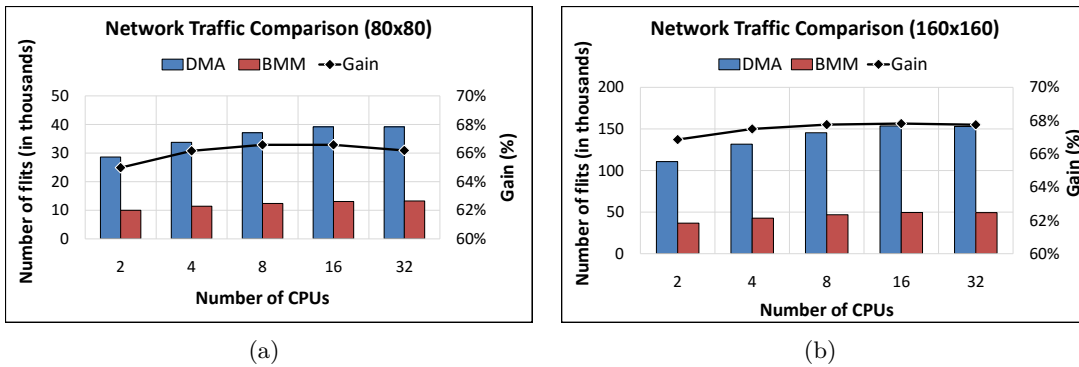 Network Traffic Comparison (80x80)
DMA BMM Gain
Number of flits (in thousands)
50
40
30
20
10
0
70%
68%
66%
64%
62%
60%
Gain (%)
2 4 8 16 32
Number of CPUs
(a)
Network Traffic Comparison (160x160)
DMA BMM Gain
Number of flits (in thousands)
200
150
100
50
0
70%
68%
66%
64%
62%
60%
Gain (%)
2 4 8 16 32
Number of CPUs
(b)